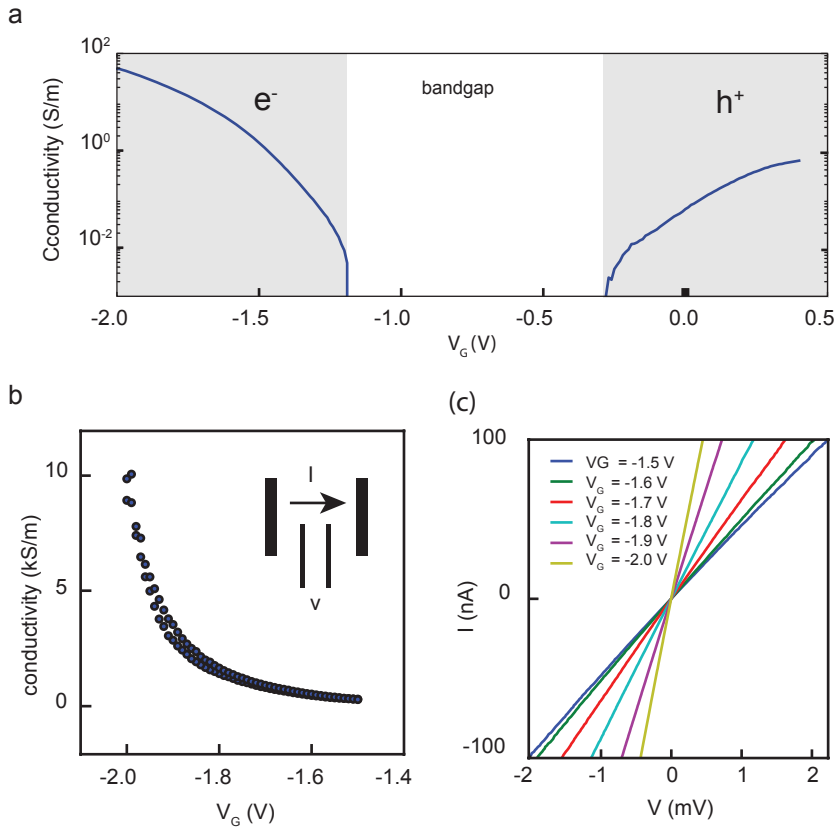 a
Cconductivity (S/m)
10²
10⁰
10⁻²
e⁻
bandgap
h⁺
-2.0 -1.5 -1.0 -0.5 0.0 0.5
V_G (V)
b
conductivity (kS/m)
10
5
0
I
v
-2.0 -1.8 -1.6 -1.4
V_G (V)
(c)
I (nA)
100
0
-100
VG = -1.5 V
V_G = -1.6 V
V_G = -1.7 V
V_G = -1.8 V
V_G = -1.9 V
V_G = -2.0 V
-2 -1 0 1 2
V (mV)